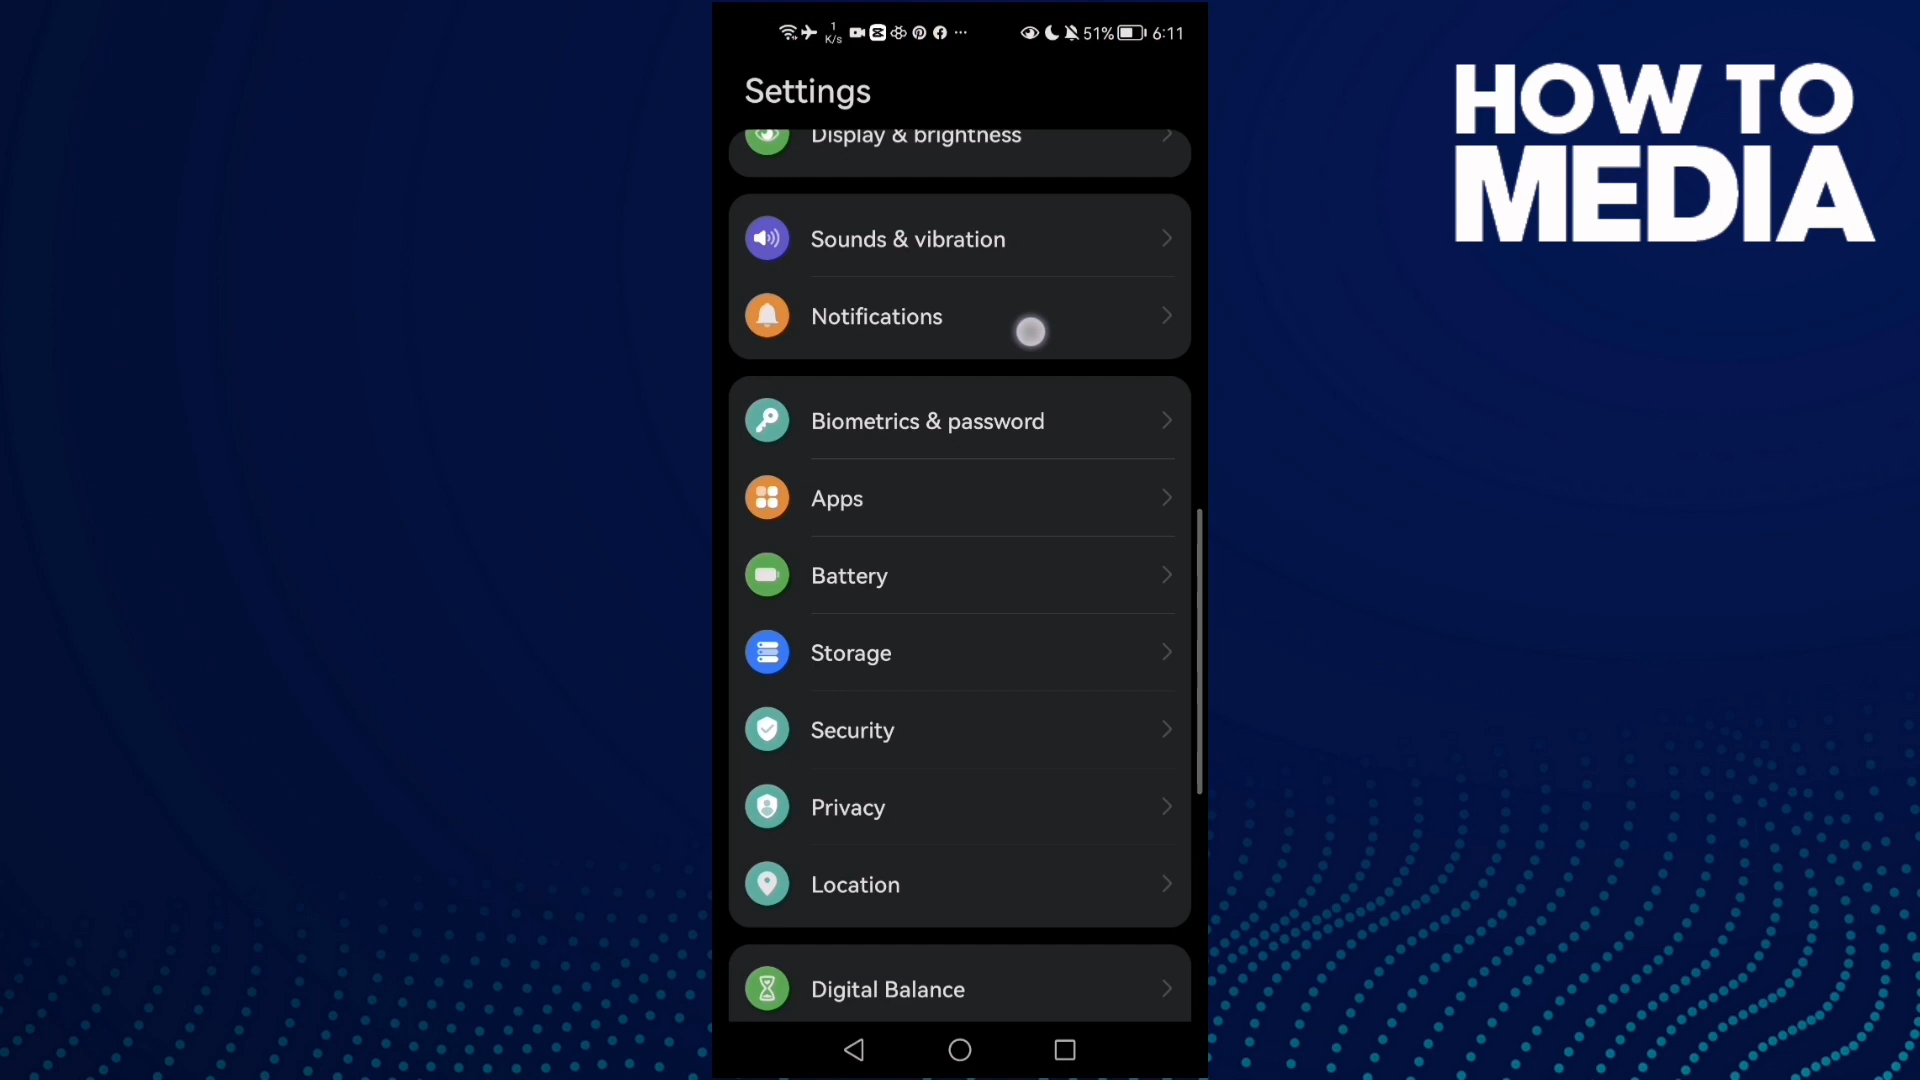 1
K/s
51%
6:11
HOW TO
MEDIA
Settings
Display & brightness
Sounds & vibration
Notifications
Biometrics & password
Apps
Battery
Storage
Security
Privacy
Location
Digital Balance